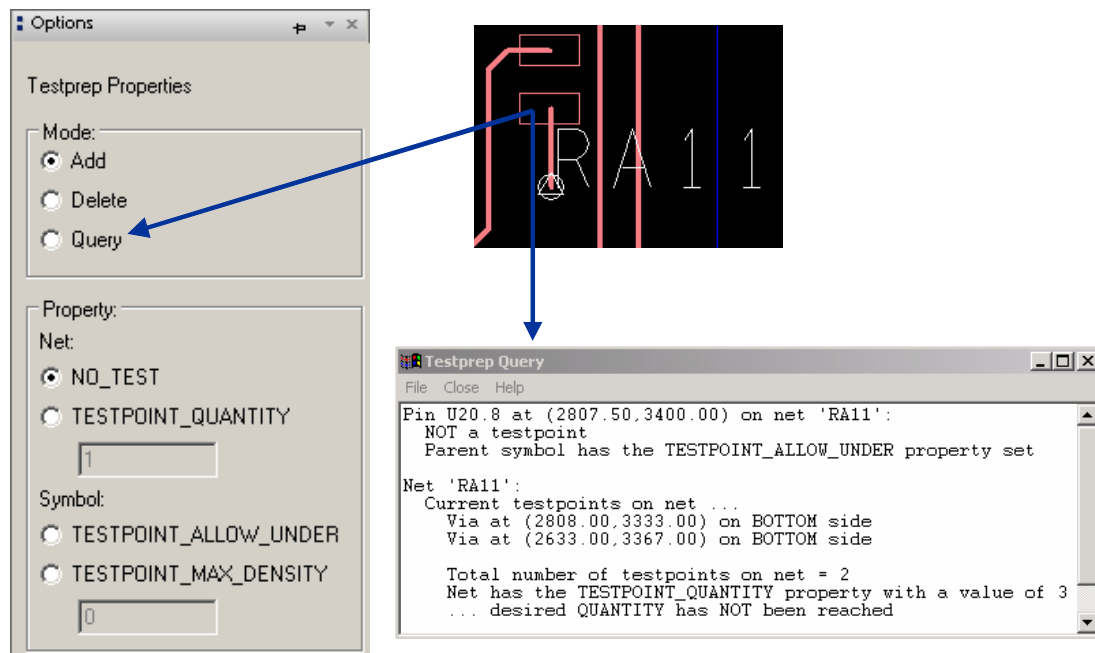 Options
Testprep Properties
Mode:
Add
Delete
Query
Property:
Net:
NO_TEST
TESTPOINT_QUANTITY
1
Symbol:
TESTPOINT_ALLOW_UNDER
TESTPOINT_MAX_DENSITY
0
RA11
Testprep Query
File Close Help
Pin U20.8 at (2807.50,3400.00) on net 'RA11':
NOT a testpoint
Parent symbol has the TESTPOINT_ALLOW_UNDER property set
Net 'RA11':
Current testpoints on net ...
Via at (2808.00,3333.00) on BOTTOM side
Via at (2633.00,3367.00) on BOTTOM side
Total number of testpoints on net = 2
Net has the TESTPOINT_QUANTITY property with a value of 3
... desired QUANTITY has NOT been reached